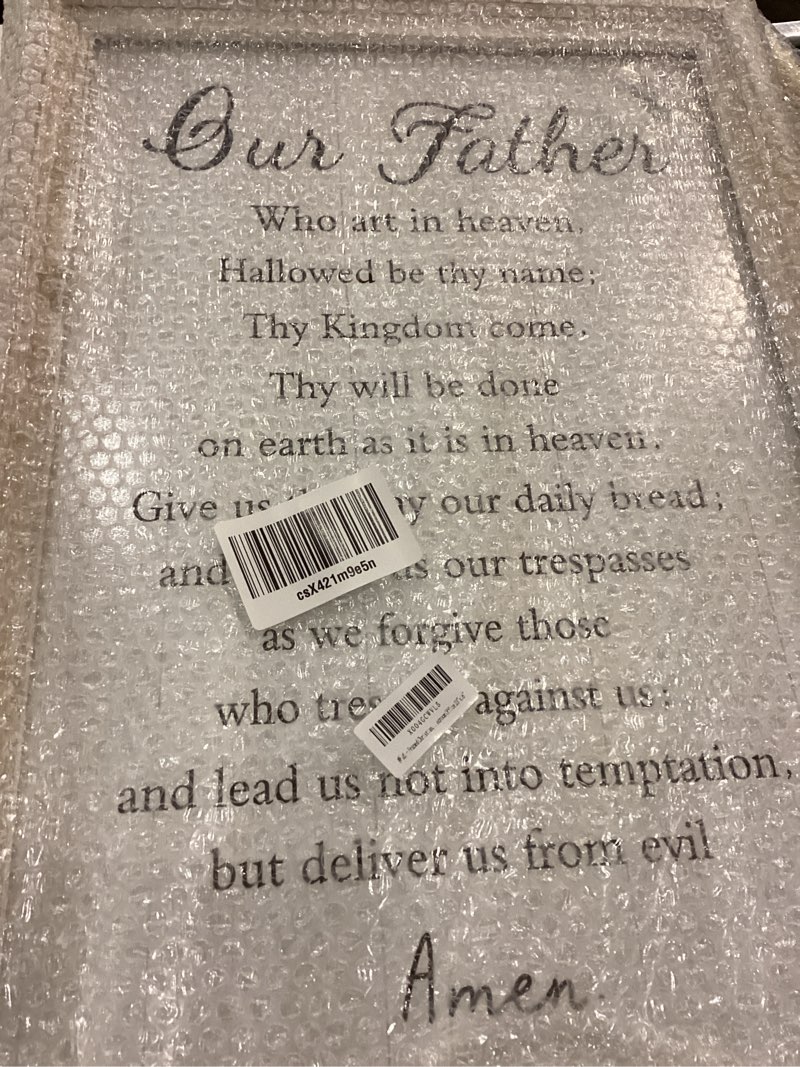 Our Father
Who art in heaven,
Hallowed be thy name;
Thy Kingdom come,
Thy will be done
on earth as it is in heaven.
Give us our daily bread;
and us our trespasses
csX421m9e5n
as we forgive those
who against us:
and lead us not into temptation,
but deliver us from evil
Amen.